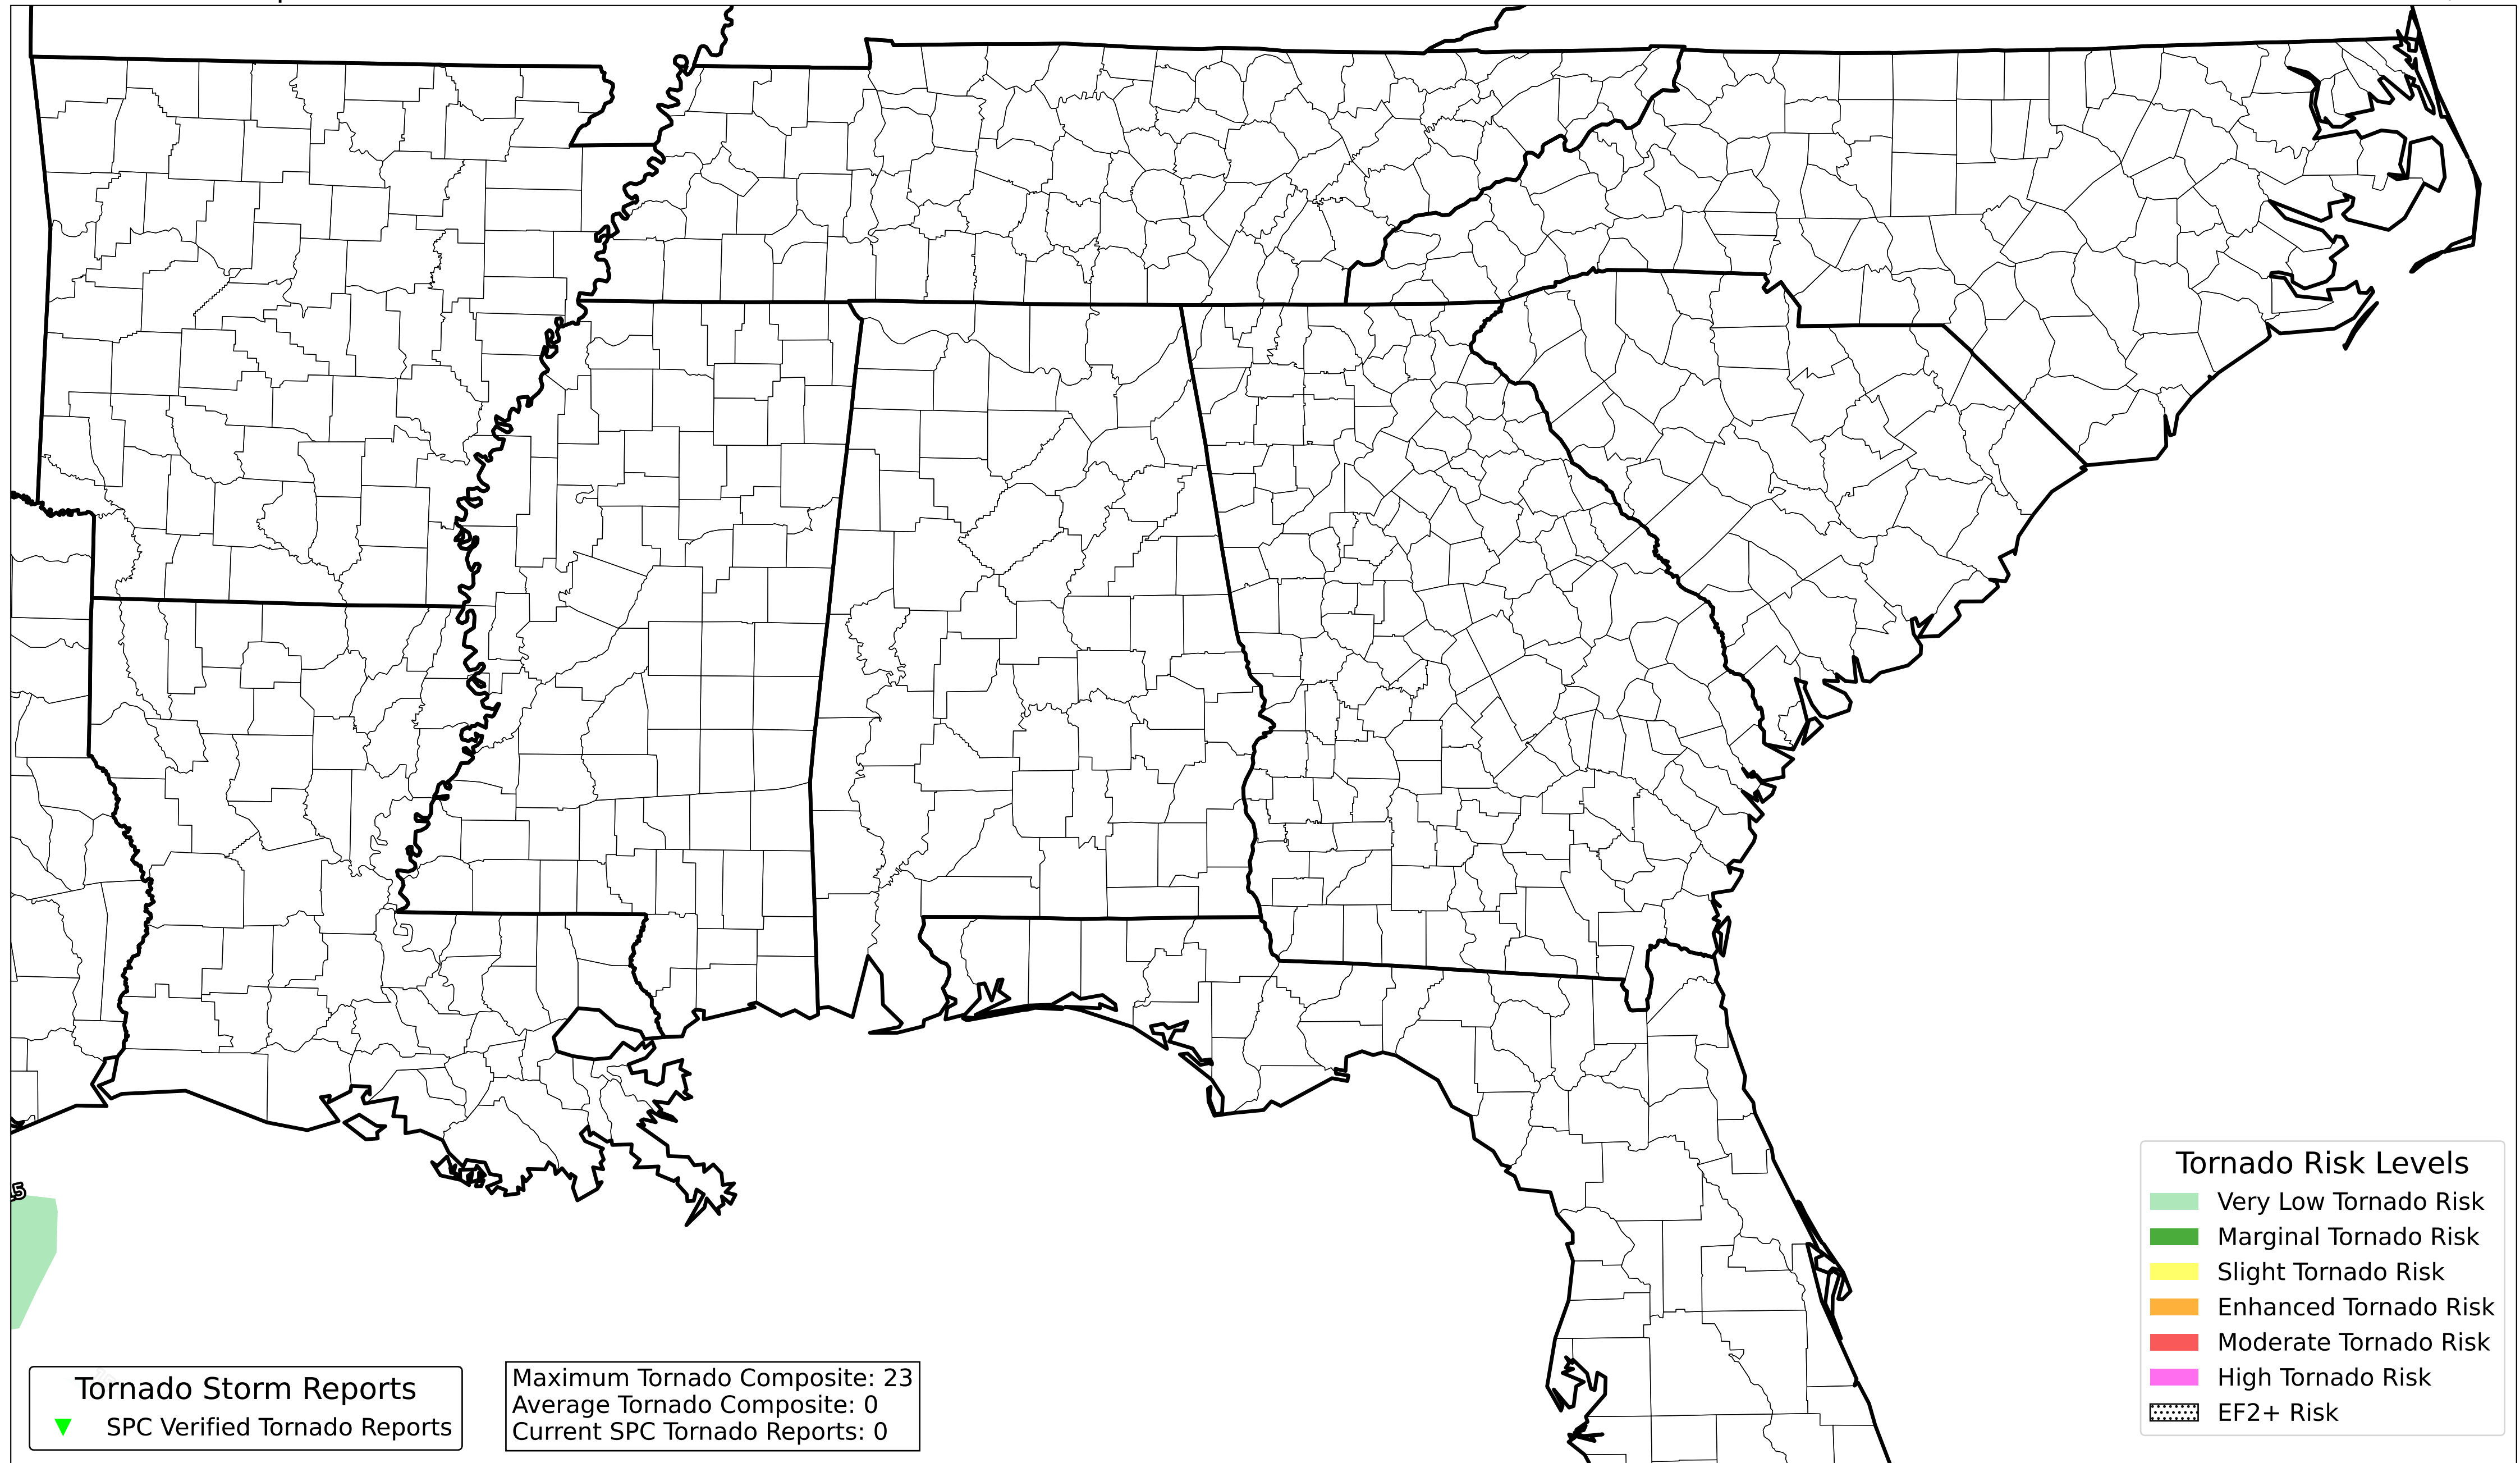 5
Tornado Risk Levels
Very Low Tornado Risk
Marginal Tornado Risk
Slight Tornado Risk
Enhanced Tornado Risk
Moderate Tornado Risk
High Tornado Risk
EF2+ Risk
Tornado Storm Reports
SPC Verified Tornado Reports
Maximum Tornado Composite: 23
Average Tornado Composite: 0
Current SPC Tornado Reports: 0